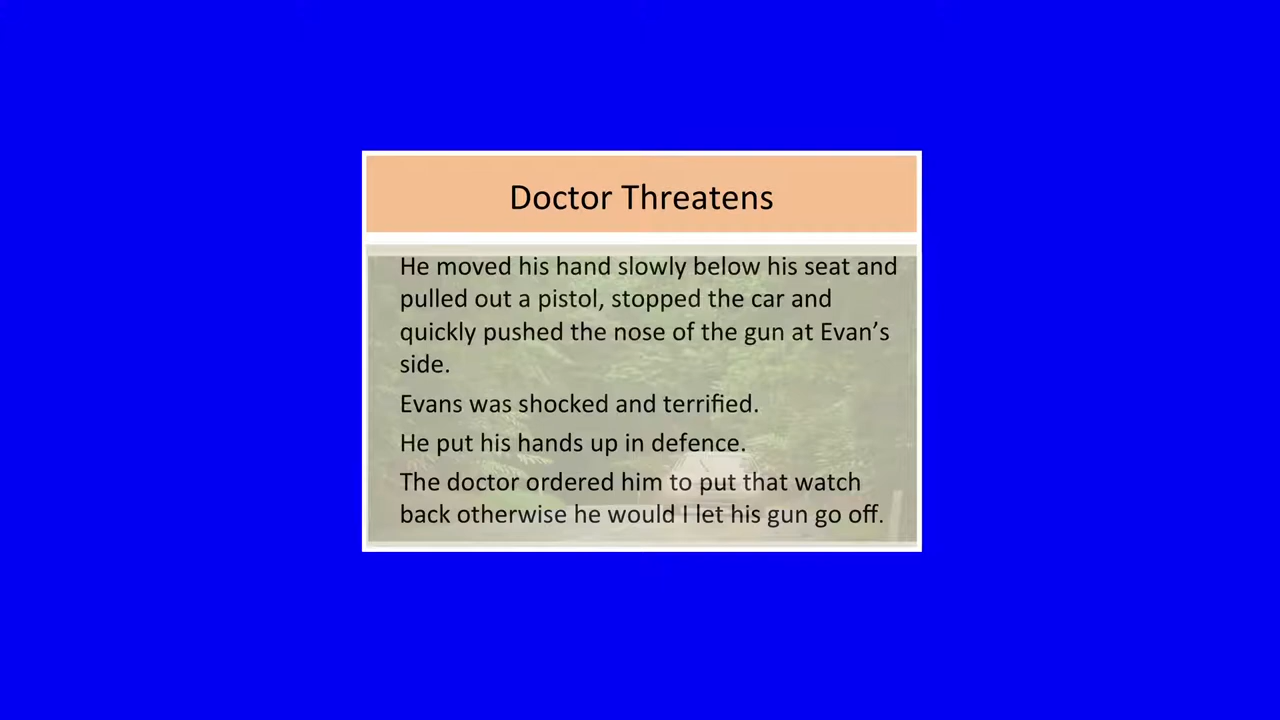 Doctor Threatens
He moved his hand slowly below his seat and
pulled out a pistol, stopped the car and
quickly pushed the nose of the gun at Evan’s
side.
Evans was shocked and terrified.
He put his hands up in defence.
The doctor ordered him to put that watch
back otherwise he would I let his gun go off.